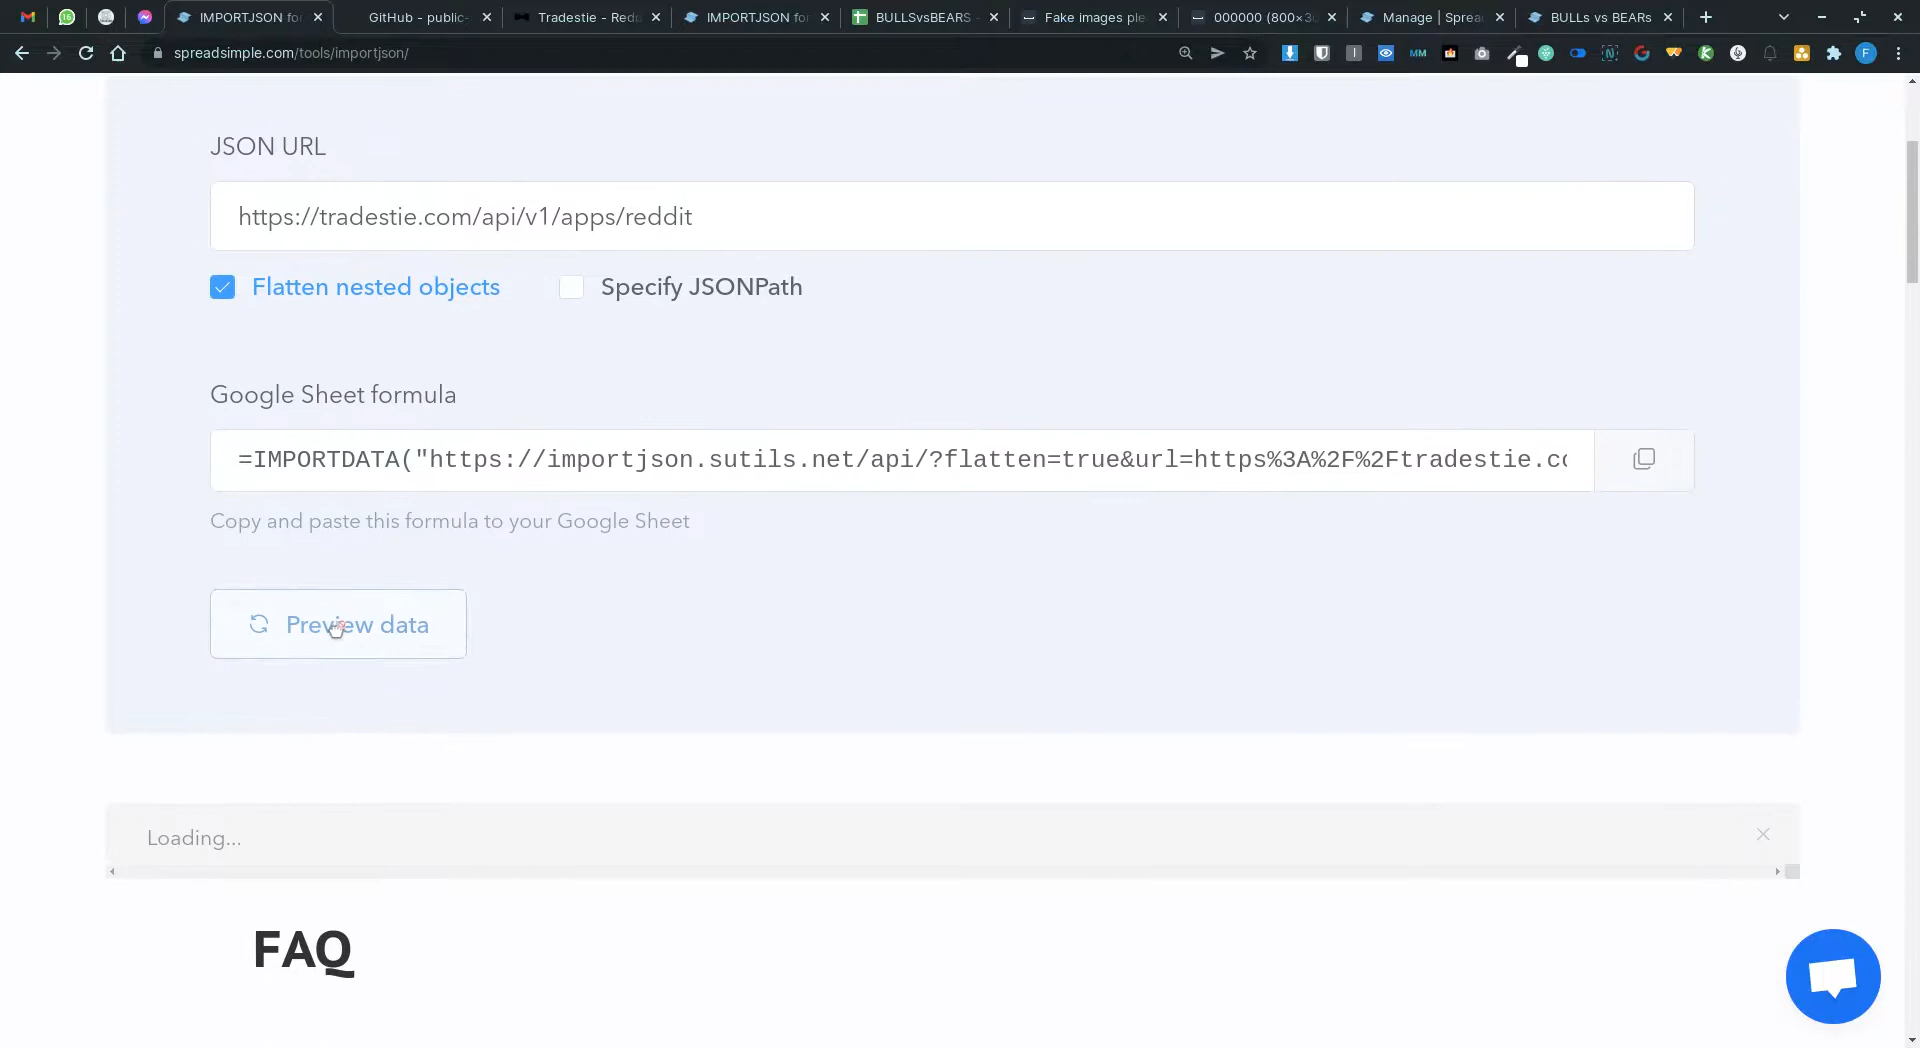 IMPORTJSON for
GitHub - public-
Tradestie - Redd
IMPORTJSON for
BULLSvsBEARS -
Fake images ple
000000 (800×30
Manage | Spread
BULLs vs BEARs
spreadsimple.com/tools/importjson/
JSON URL
https://tradestie.com/api/v1/apps/reddit
Flatten nested objects
Specify JSONPath
Google Sheet formula
=IMPORTDATA("https://importjson.sutils.net/api/?flatten=true&url=https%3A%2F%2Ftradestie.co
Copy and paste this formula to your Google Sheet
Preview data
Loading...
FAQ